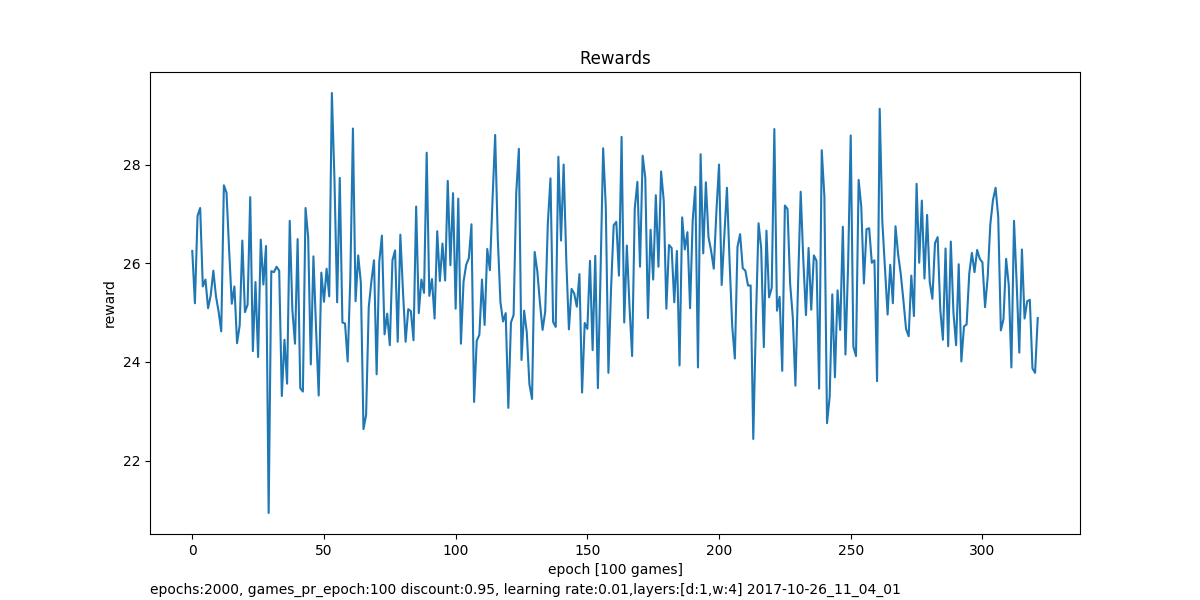 Rewards
28
26
24
22
reward
0 50 100 150 200 250 300
epoch [100 games]
epochs:2000, games_pr_epoch:100 discount:0.95, learning rate:0.01,layers:[d:1,w:4] 2017-10-26_11_04_01